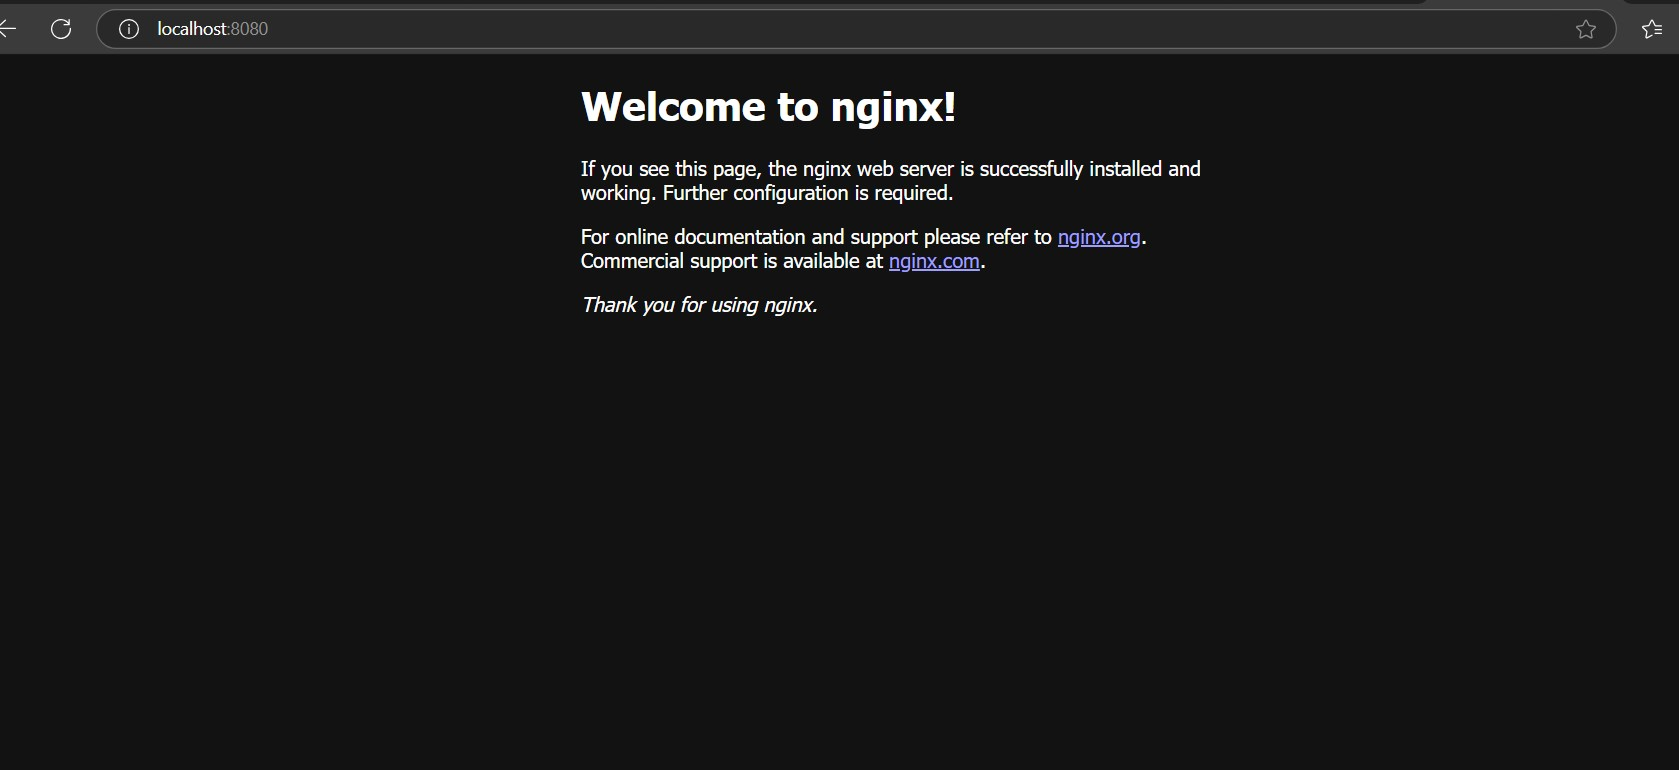 localhost:8080
Welcome to nginx!
If you see this page, the nginx web server is successfully installed and
working. Further configuration is required.
For online documentation and support please refer to nginx.org.
Commercial support is available at nginx.com.
Thank you for using nginx.